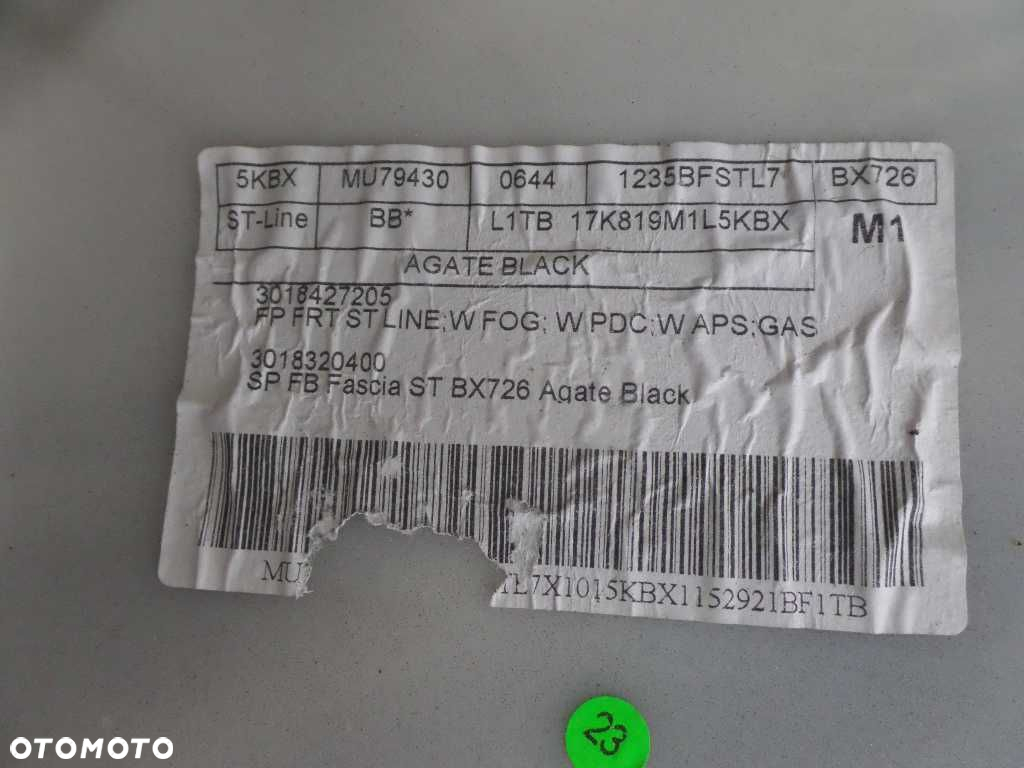 5KBX MU79430 0644 1235BFSTL7 BX726
ST-Line BB* L1TB 17K819M1L5KBX M1
AGATE BLACK
3018427205
FP FRT ST LINE;W FOG; W PDC;W APS;GAS
3018320400
SP FB Fascia ST BX726 Agate Black
MU TL7X1015KBX1152921BF1TB
23
OTOMOTO